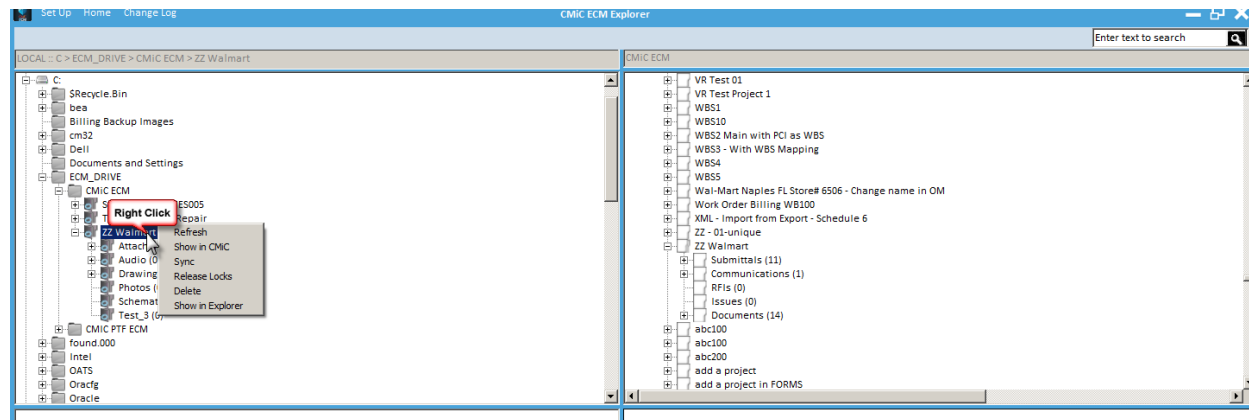 Set Up Home Change Log CMiC ECM Explorer
Enter text to search
LOCAL :: C > ECM_DRIVE > CMiC ECM > ZZ Walmart
C:
$Recycle.Bin
bea
Billing Backup Images
cm32
Dell
Documents and Settings
ECM_DRIVE
CMiC ECM
S ES005
T Repair
ZZ Walmart
Attach
Audio (0
Drawing
Photos (
Schemat
Test_3 (0)
CMIC PTF ECM
found.000
Intel
OATS
Oracfg
Oracle
Right Click
Refresh
Show in CMiC
Sync
Release Locks
Delete
Show in Explorer
CMiC ECM
VR Test 01
VR Test Project 1
WBS1
WBS10
WBS2 Main with PCI as WBS
WBS3 - With WBS Mapping
WBS4
WBS5
Wal-Mart Naples FL Store# 6506 - Change name in OM
Work Order Billing WB100
XML - Import from Export - Schedule 6
ZZ - 01-unique
ZZ Walmart
Submittals (11)
Communications (1)
RFIs (0)
Issues (0)
Documents (14)
abc100
abc100
abc200
add a project
add a project in FORMS